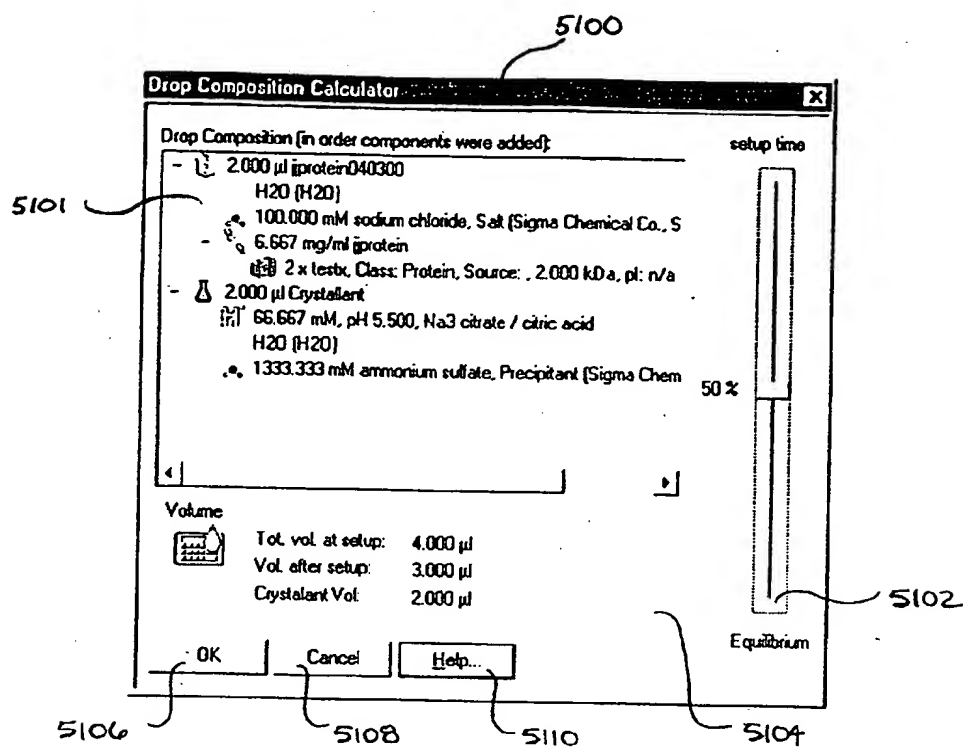 5100
Drop Composition Calculator
Drop Composition (in order components were added):
setup time
- 2.000 µl jjprotein040300
H2O (H2O)
5101
100.000 mM sodium chloride, Salt (Sigma Chemical Co., S
- 6.667 mg/ml jjprotein
2 x testx, Class: Protein, Source: , 2.000 kDa, pI: n/a
- 2.000 µl Crystallant
66.667 mM, pH 5.500, Na3 citrate / citric acid
H2O (H2O)
1333.333 mM ammonium sulfate, Precipitant (Sigma Chem
50 %
Volume
Tot. vol. at setup: 4.000 µl
Vol. after setup: 3.000 µl
Crystalant Vol: 2.000 µl
5102
Equilibrium
OK Cancel Help...
5106 5108 5110 5104